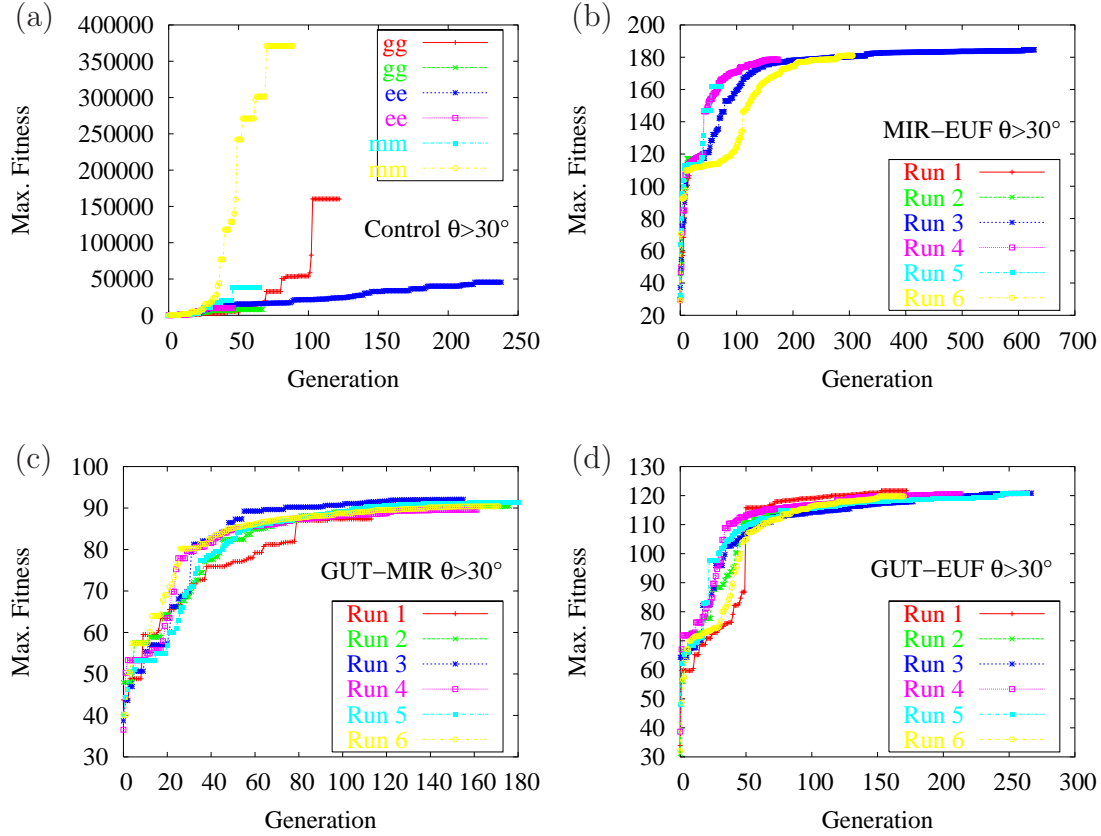 (a)
Max. Fitness
400000
350000
300000
250000
200000
150000
100000
50000
0
gg
gg
ee
ee
mm
mm
Control θ>30°
0 50 100 150 200 250
Generation
(b)
Max. Fitness
200
180
160
140
120
100
80
60
40
20
MIR−EUF θ>30°
Run 1
Run 2
Run 3
Run 4
Run 5
Run 6
0 100 200 300 400 500 600 700
Generation
(c)
Max. Fitness
100
90
80
70
60
50
40
30
GUT−MIR θ>30°
Run 1
Run 2
Run 3
Run 4
Run 5
Run 6
0 20 40 60 80 100 120 140 160 180
Generation
(d)
Max. Fitness
130
120
110
100
90
80
70
60
50
40
30
GUT−EUF θ>30°
Run 1
Run 2
Run 3
Run 4
Run 5
Run 6
0 50 100 150 200 250 300
Generation